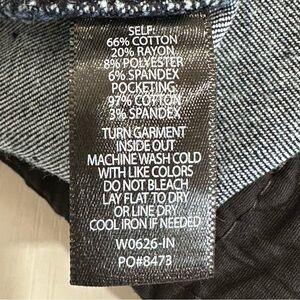 SELF:
66% COTTON
20% RAYON
8% POLYESTER
6% SPANDEX
POCKETING:
97% COTTON
3% SPANDEX
TURN GARMENT
INSIDE OUT
MACHINE WASH COLD
WITH LIKE COLORS
DO NOT BLEACH
LAY FLAT TO DRY
OR LINE DRY
COOL IRON IF NEEDED
W0626-IN
PO#8473